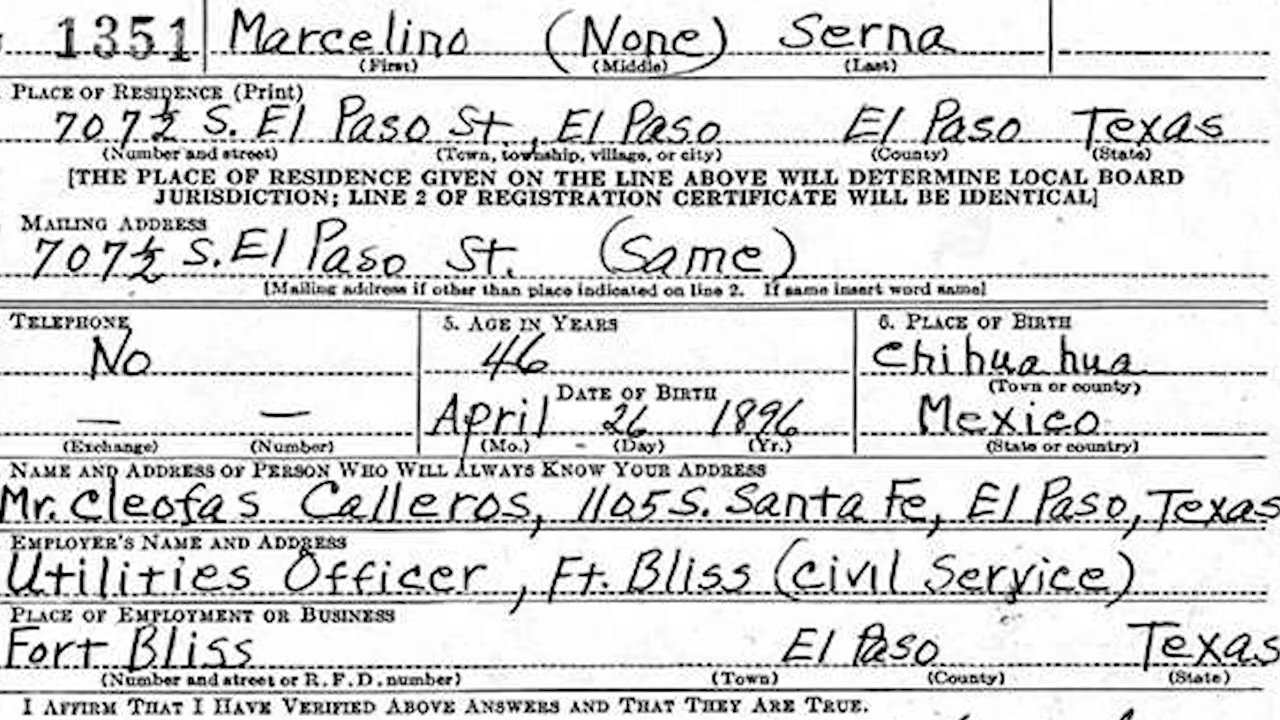 1351 Marcelino (None) Serna
(First) (Middle) (Last)
PLACE OF RESIDENCE (Print)
707½ S. El Paso St., El Paso El Paso Texas
(Number and street) (Town, township, village, or city) (County) (State)
[THE PLACE OF RESIDENCE GIVEN ON THE LINE ABOVE WILL DETERMINE LOCAL BOARD
JURISDICTION; LINE 2 OF REGISTRATION CERTIFICATE WILL BE IDENTICAL]
MAILING ADDRESS
707½ S. El Paso St. (Same)
[Mailing address if other than place indicated on line 2. If same insert word same]
TELEPHONE 5. AGE IN YEARS 6. PLACE OF BIRTH
No 46 Chihuahua
DATE OF BIRTH (Town or county)
— — April 26 1896 Mexico
(Exchange) (Number) (Mo.) (Day) (Yr.) (State or country)
NAME AND ADDRESS OF PERSON WHO WILL ALWAYS KNOW YOUR ADDRESS
Mr. Cleofas Calleros, 1105 S. Santa Fe, El Paso, Texas
EMPLOYER'S NAME AND ADDRESS
Utilities Officer, Ft. Bliss (civil Service)
PLACE OF EMPLOYMENT OR BUSINESS
Fort Bliss El Paso Texas
(Number and street or R. F. D. number) (Town) (County) (State)
I AFFIRM THAT I HAVE VERIFIED ABOVE ANSWERS AND THAT THEY ARE TRUE.